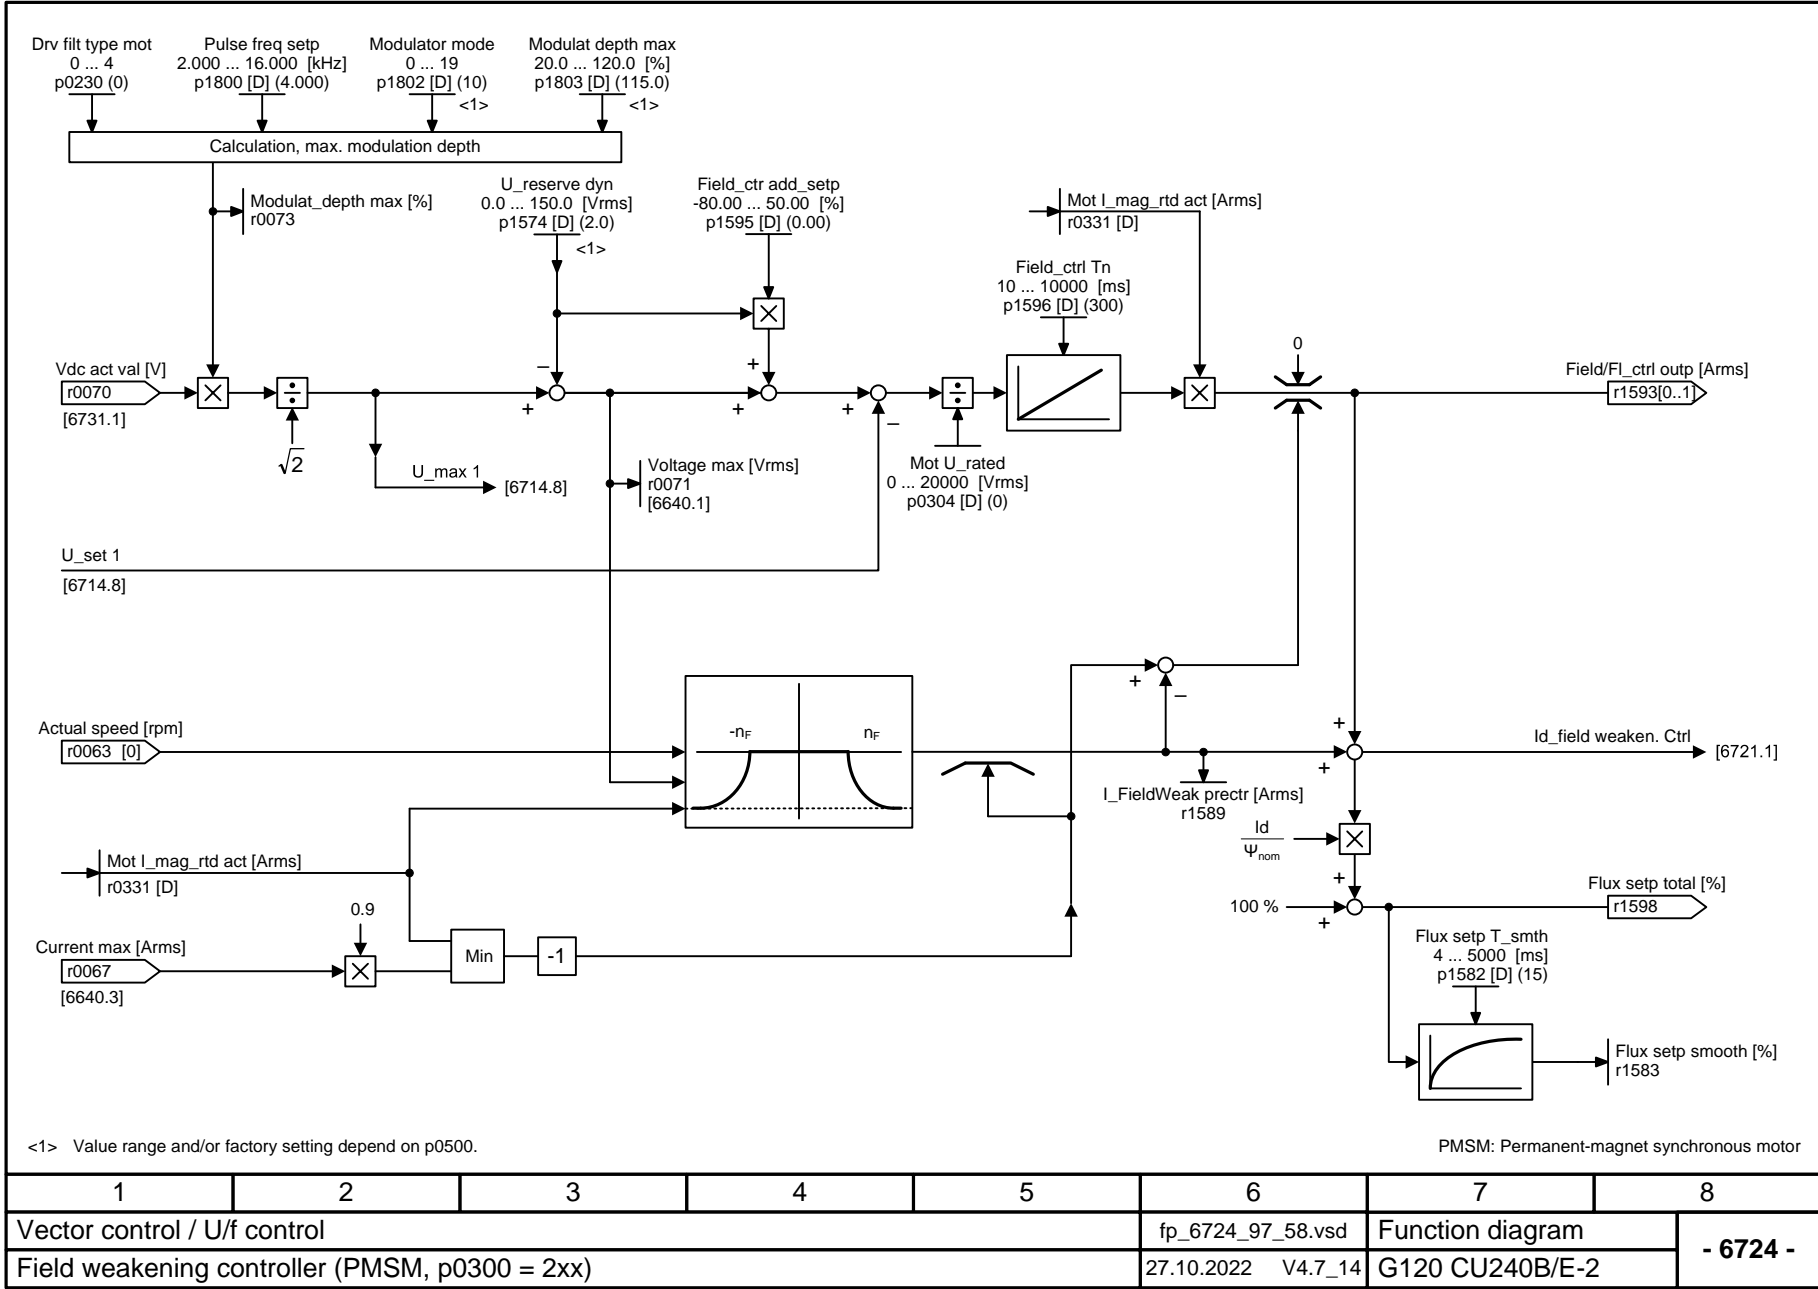 Drv filt type mot
0 ... 4
p0230 (0)
Pulse freq setp
2.000 ... 16.000 [kHz]
p1800 [D] (4.000)
Modulator mode
0 ... 19
p1802 [D] (10)
<1>
Modulat depth max
20.0 ... 120.0 [%]
p1803 [D] (115.0)
<1>
Calculation, max. modulation depth
Modulat_depth max [%]
r0073
U_reserve dyn
0.0 ... 150.0 [Vrms]
p1574 [D] (2.0)
<1>
Field_ctr add_setp
-80.00 ... 50.00 [%]
p1595 [D] (0.00)
Mot I_mag_rtd act [Arms]
r0331 [D]
Field_ctrl Tn
10 ... 10000 [ms]
p1596 [D] (300)
0
Vdc act val [V]
r0070
[6731.1]
×
÷
√2
U_max 1
[6714.8]
–
+
×
+
+
Voltage max [Vrms]
r0071
[6640.1]
+
–
÷
Mot U_rated
0 ... 20000 [Vrms]
p0304 [D] (0)
×
Field/Fl_ctrl outp [Arms]
r1593[0..1]
U_set 1
[6714.8]
Actual speed [rpm]
r0063 [0]
-nF
nF
+
–
I_FieldWeak prectr [Arms]
r1589
+
+
Id_field weaken. Ctrl
[6721.1]
Id
Ψnom
×
Mot I_mag_rtd act [Arms]
r0331 [D]
0.9
Current max [Arms]
r0067
[6640.3]
×
Min
-1
100 %
+
+
Flux setp total [%]
r1598
Flux setp T_smth
4 ... 5000 [ms]
p1582 [D] (15)
Flux setp smooth [%]
r1583
<1> Value range and/or factory setting depend on p0500.
PMSM: Permanent-magnet synchronous motor
1 2 3 4 5 6 7 8
Vector control / U/f control
fp_6724_97_58.vsd
Function diagram
- 6724 -
Field weakening controller (PMSM, p0300 = 2xx)
27.10.2022 V4.7_14
G120 CU240B/E-2